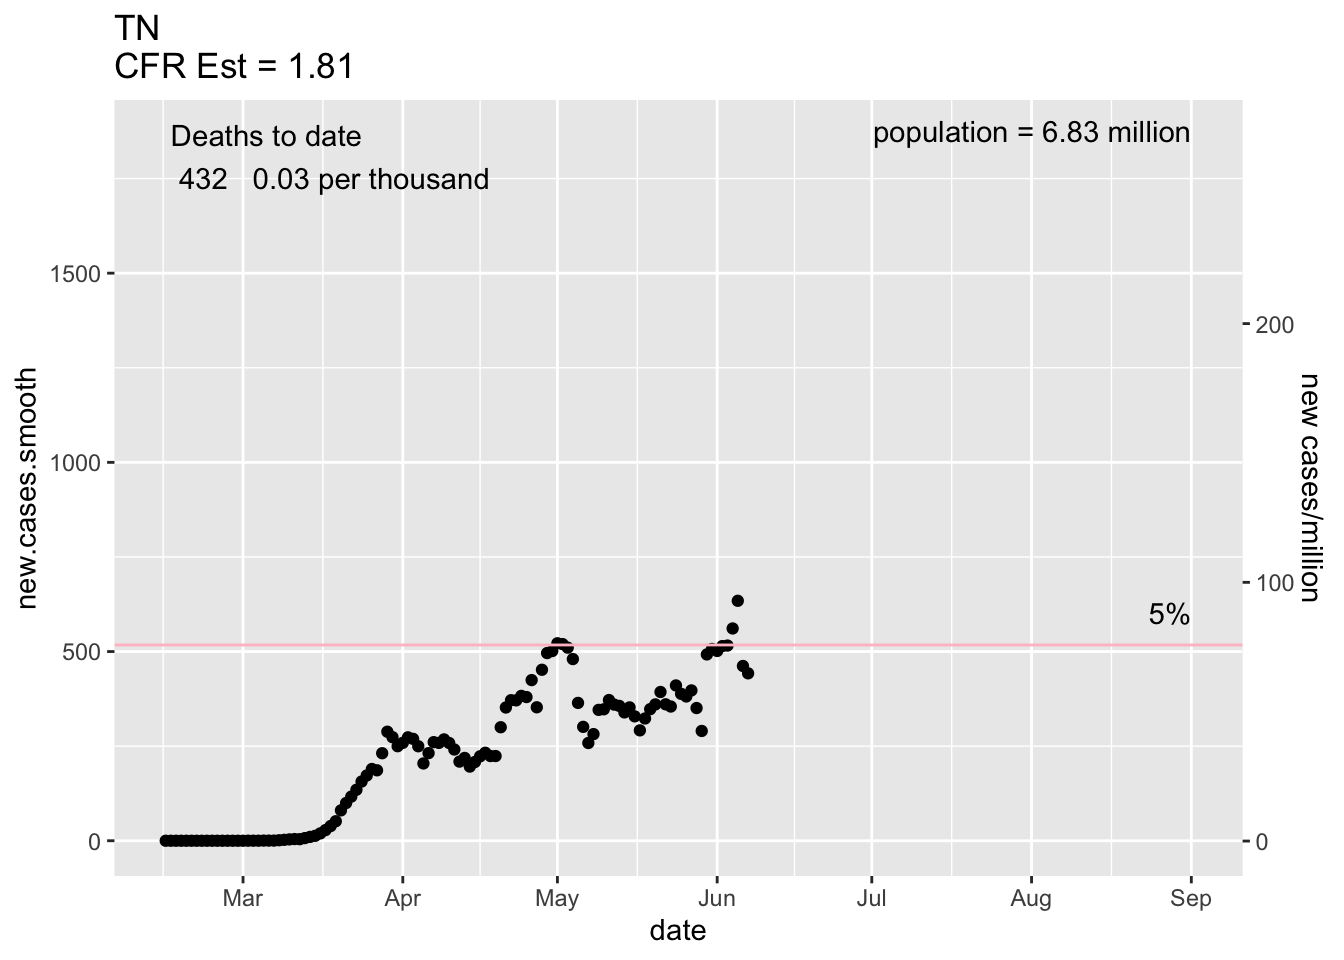 TN
CFR Est = 1.81
Deaths to date
432 0.03 per thousand
population = 6.83 million
1500
1000
500
0
new.cases.smooth
200
100
0
new cases/million
5%
Mar Apr May Jun Jul Aug Sep
date